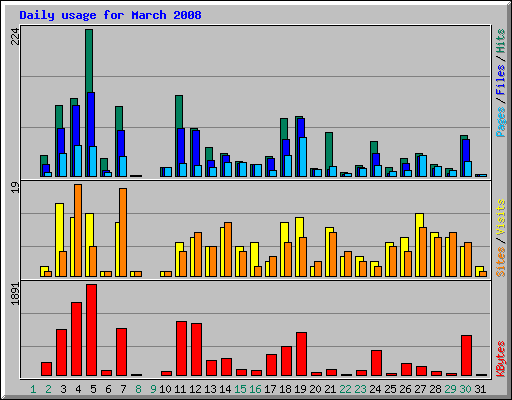 Daily usage for March 2008
224
Pages / Files / Hits
19
Sites / Visits
1891
KBytes
1 2 3 4 5 6 7 8 9 10 11 12 13 14 15 16 17 18 19 20 21 22 23 24 25 26 27 28 29 30 31